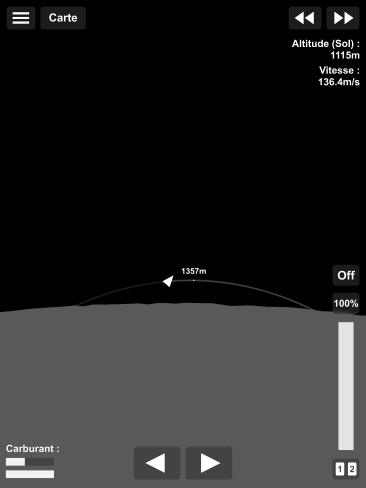 Carte
Altitude (Sol) :
1115m
Vitesse :
136.4m/s
1357m
Off
100%
Carburant :
1 2